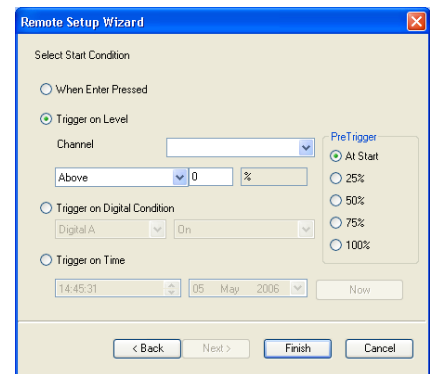 Remote Setup Wizard
Select Start Condition
When Enter Pressed
Trigger on Level
Channel
PreTrigger
At Start
Above 0 %
25%
50%
Trigger on Digital Condition
75%
Digital A On
100%
Trigger on Time
14:45:31 05 May 2006 Now
< Back Next > Finish Cancel